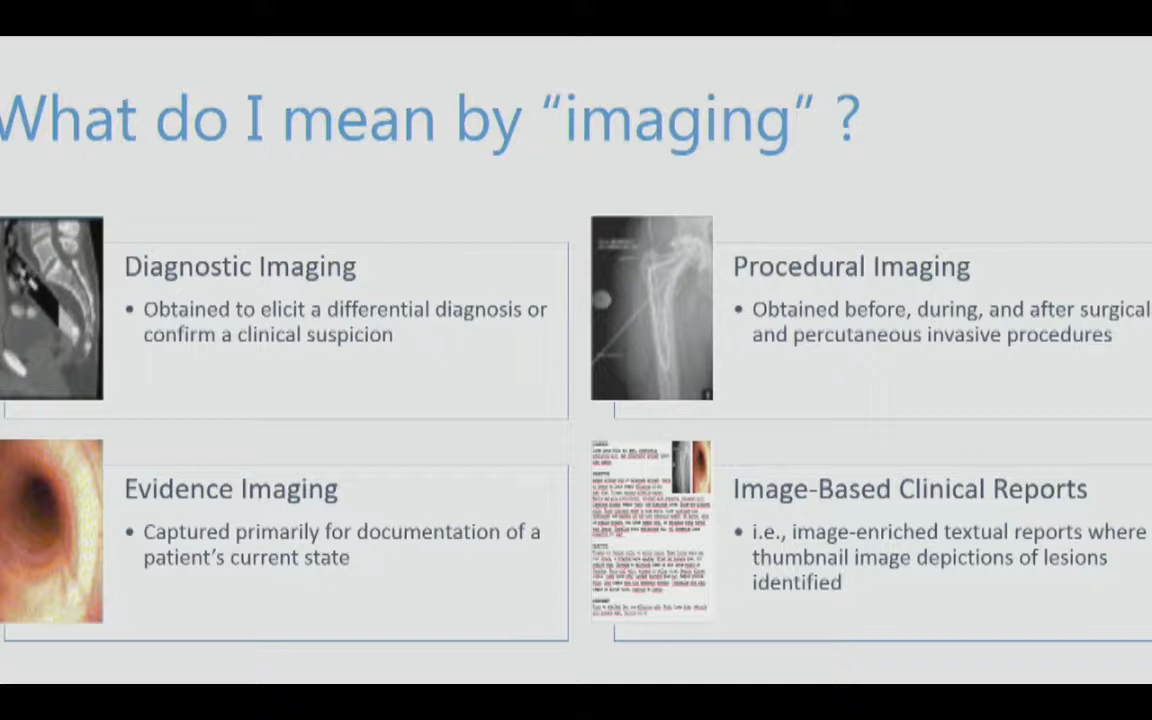 What do I mean by “imaging” ?
Diagnostic Imaging
• Obtained to elicit a differential diagnosis or
confirm a clinical suspicion
Procedural Imaging
• Obtained before, during, and after surgical
and percutaneous invasive procedures
Evidence Imaging
• Captured primarily for documentation of a
patient’s current state
Image-Based Clinical Reports
• i.e., image-enriched textual reports where
thumbnail image depictions of lesions
identified